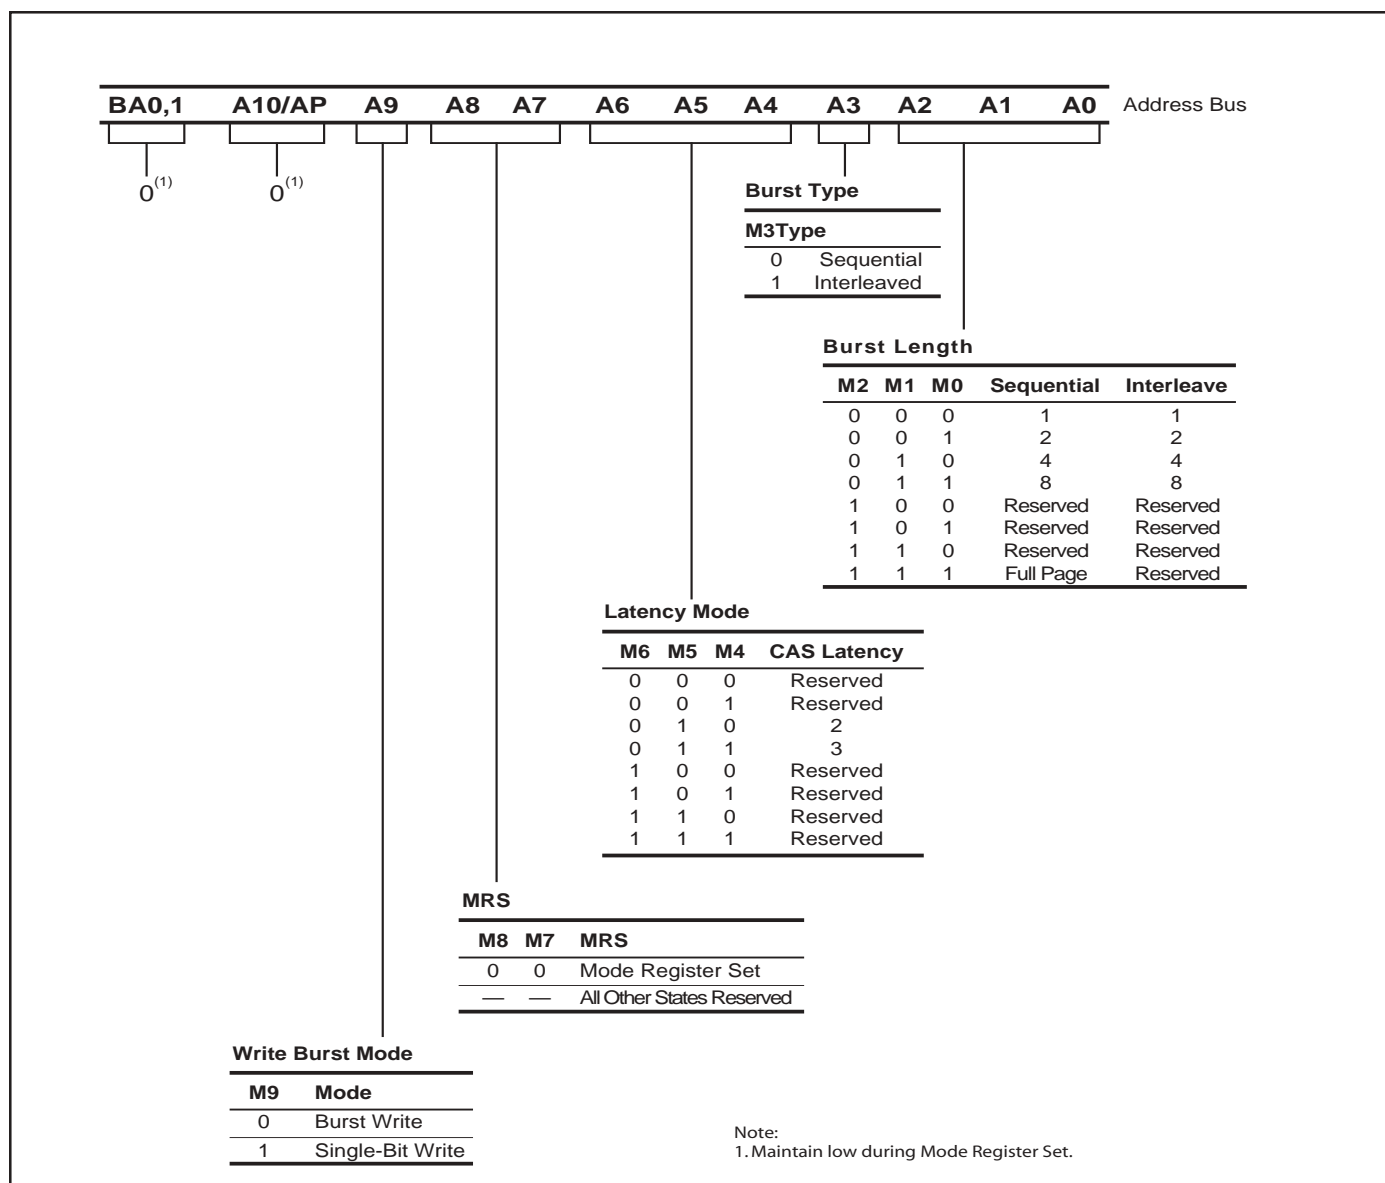 BA0,1 A10/AP A9 A8 A7 A6 A5 A4 A3 A2 A1 A0 Address Bus
0(1) 0(1)
Burst Type
M3Type
0 Sequential
1 Interleaved
Burst Length
M2 M1 M0 Sequential Interleave
0 0 0 1 1
0 0 1 2 2
0 1 0 4 4
0 1 1 8 8
1 0 0 Reserved Reserved
1 0 1 Reserved Reserved
1 1 0 Reserved Reserved
1 1 1 Full Page Reserved
Latency Mode
M6 M5 M4 CAS Latency
0 0 0 Reserved
0 0 1 Reserved
0 1 0 2
0 1 1 3
1 0 0 Reserved
1 0 1 Reserved
1 1 0 Reserved
1 1 1 Reserved
MRS
M8 M7 MRS
0 0 Mode Register Set
— — All Other States Reserved
Write Burst Mode
M9 Mode
0 Burst Write
1 Single-Bit Write
Note:
1. Maintain low during Mode Register Set.